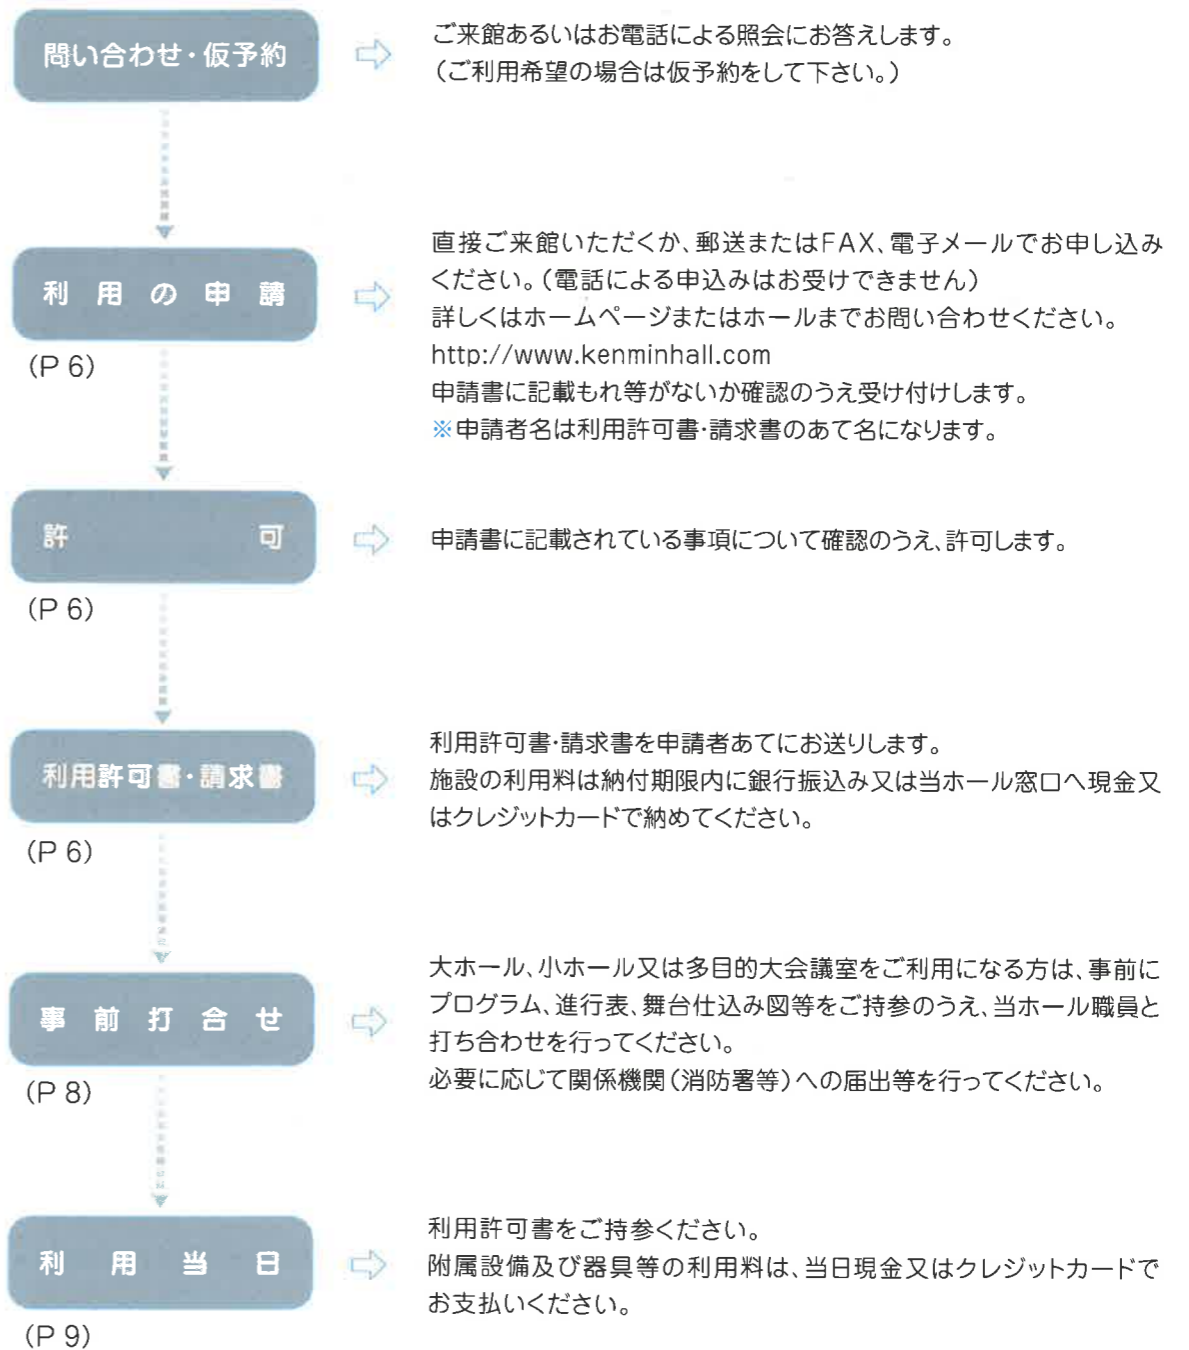 問い合わせ・仮予約
ご来館あるいはお電話による照会にお答えします。
（ご利用希望の場合は仮予約をして下さい。）
利用の申請
(P 6)
直接ご来館いただくか、郵送またはFAX、電子メールでお申し込み
ください。（電話による申込みはお受けできません）
詳しくはホームページまたはホールまでお問い合わせください。
http://www.kenminhall.com
申請書に記載もれ等がないか確認のうえ受け付けします。
※申請者名は利用許可書・請求書のあて名になります。
許可
(P 6)
申請書に記載されている事項について確認のうえ、許可します。
利用許可書・請求書
(P 6)
利用許可書・請求書を申請者あてにお送りします。
施設の利用料は納付期限内に銀行振込み又は当ホール窓口へ現金又
はクレジットカードで納めてください。
事前打合せ
(P 8)
大ホール、小ホール又は多目的大会議室をご利用になる方は、事前に
プログラム、進行表、舞台仕込み図等をご持参のうえ、当ホール職員と
打ち合わせを行ってください。
必要に応じて関係機関（消防署等）への届出等を行ってください。
利用当日
(P 9)
利用許可書をご持参ください。
附属設備及び器具等の利用料は、当日現金又はクレジットカードで
お支払いください。